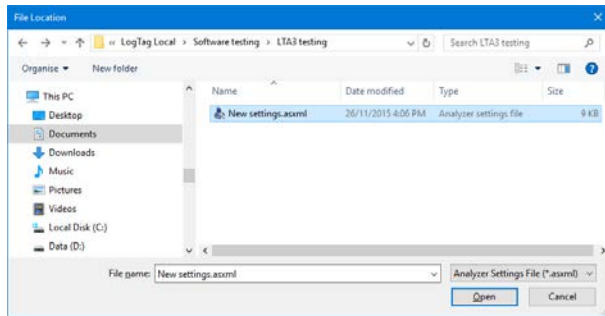 File Location
« LogTag Local › Software testing › LTA3 testing
Search LTA3 testing
Organise
New folder
Name Date modified Type Size
This PC
Desktop
Documents
Downloads
Music
Pictures
Videos
Local Disk (C:)
Data (D:)
New settings.asxml 26/11/2015 4:06 PM Analyzer settings file 9 KB
File name: New settings.asxml
Analyzer Settings File (*.asxml)
Open Cancel